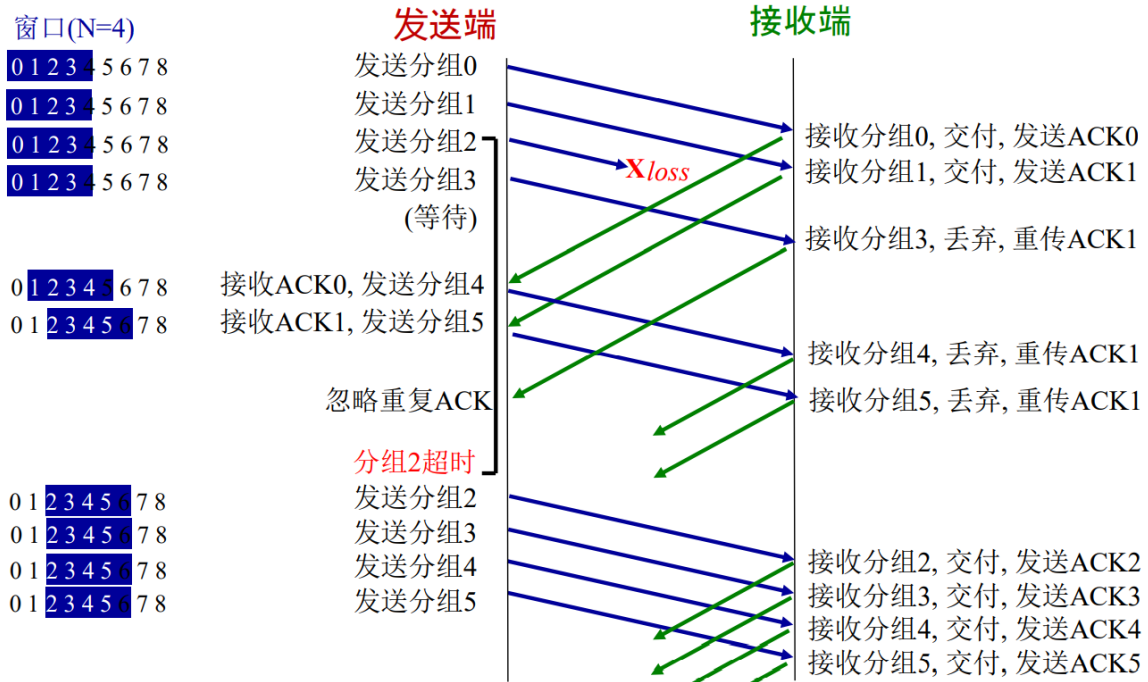 窗口(N=4) 发送端 接收端
0 1 2 3 4 5 6 7 8 发送分组0
0 1 2 3 4 5 6 7 8 发送分组1
接收分组0, 交付, 发送ACK0
0 1 2 3 4 5 6 7 8 发送分组2
Xloss
接收分组1, 交付, 发送ACK1
0 1 2 3 4 5 6 7 8 发送分组3
(等待)
接收分组3, 丢弃, 重传ACK1
0 1 2 3 4 5 6 7 8 接收ACK0, 发送分组4
0 1 2 3 4 5 6 7 8 接收ACK1, 发送分组5
接收分组4, 丢弃, 重传ACK1
忽略重复ACK
接收分组5, 丢弃, 重传ACK1
分组2超时
0 1 2 3 4 5 6 7 8 发送分组2
0 1 2 3 4 5 6 7 8 发送分组3
0 1 2 3 4 5 6 7 8 发送分组4
接收分组2, 交付, 发送ACK2
0 1 2 3 4 5 6 7 8 发送分组5
接收分组3, 交付, 发送ACK3
接收分组4, 交付, 发送ACK4
接收分组5, 交付, 发送ACK5